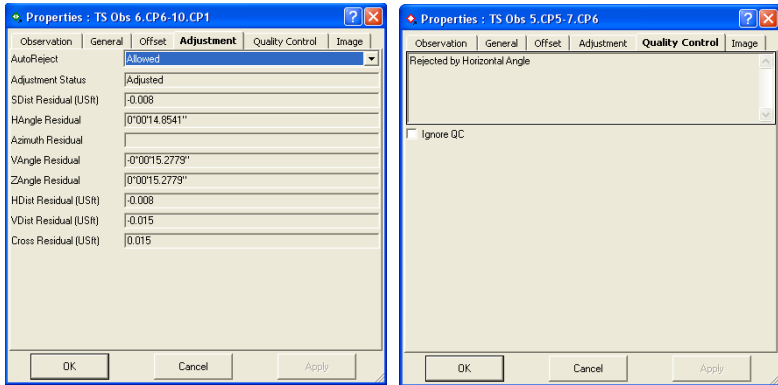 Properties : TS Obs 6.CP6-10.CP1
Observation General Offset Adjustment Quality Control Image
AutoReject Allowed
Adjustment Status Adjusted
SDist Residual (USft) -0.008
HAngle Residual 0°00'14.8541"
Azimuth Residual
VAngle Residual -0°00'15.2779"
ZAngle Residual 0°00'15.2779"
HDist Residual (USft) -0.008
VDist Residual (USft) -0.015
Cross Residual (USft) 0.015
OK Cancel Apply
Properties : TS Obs 5.CP5-7.CP6
Observation General Offset Adjustment Quality Control Image
Rejected by Horizontal Angle
Ignore QC
OK Cancel Apply